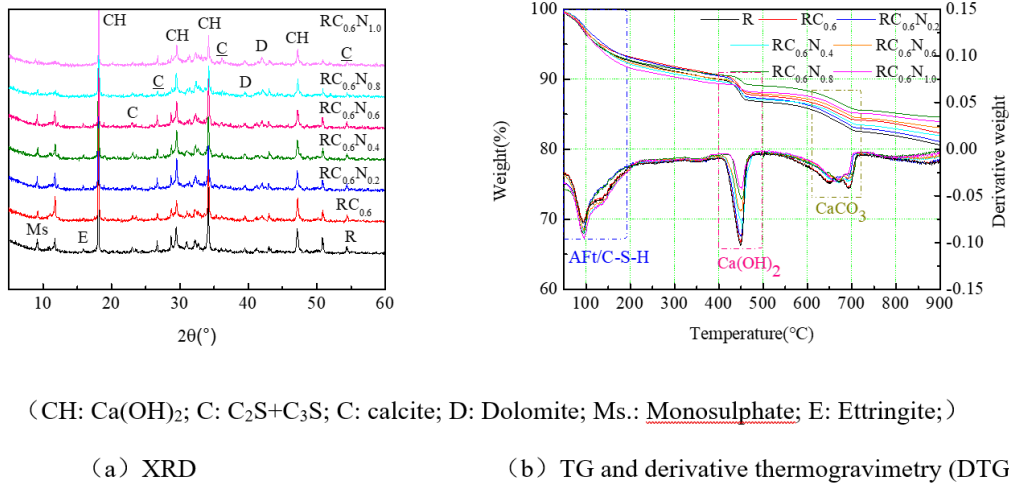 CH
RC0.6N1.0
CH
CH
C
D
CH
C
C
D
RC0.6N0.8
C
RC0.6N0.6
RC0.6N0.4
RC0.6N0.2
RC0.6
Ms
E
R
10 20 30 40 50 60
2θ(°)
100
90
80
70
60
Weight(%)
R RC0.6 RC0.6N0.2
RC0.6N0.4 RC0.6N0.6
RC0.6N0.8 RC0.6N1.0
CaCO3
AFt/C-S-H
Ca(OH)2
0.15
0.10
0.05
0.00
-0.05
-0.10
-0.15
Derivative weight
100 200 300 400 500 600 700 800 900
Temperature(℃)
（CH: Ca(OH)2; C: C2S+C3S; C: calcite; D: Dolomite; Ms.: Monosulphate; E: Ettringite;）
（a）XRD
（b）TG and derivative thermogravimetry (DTG